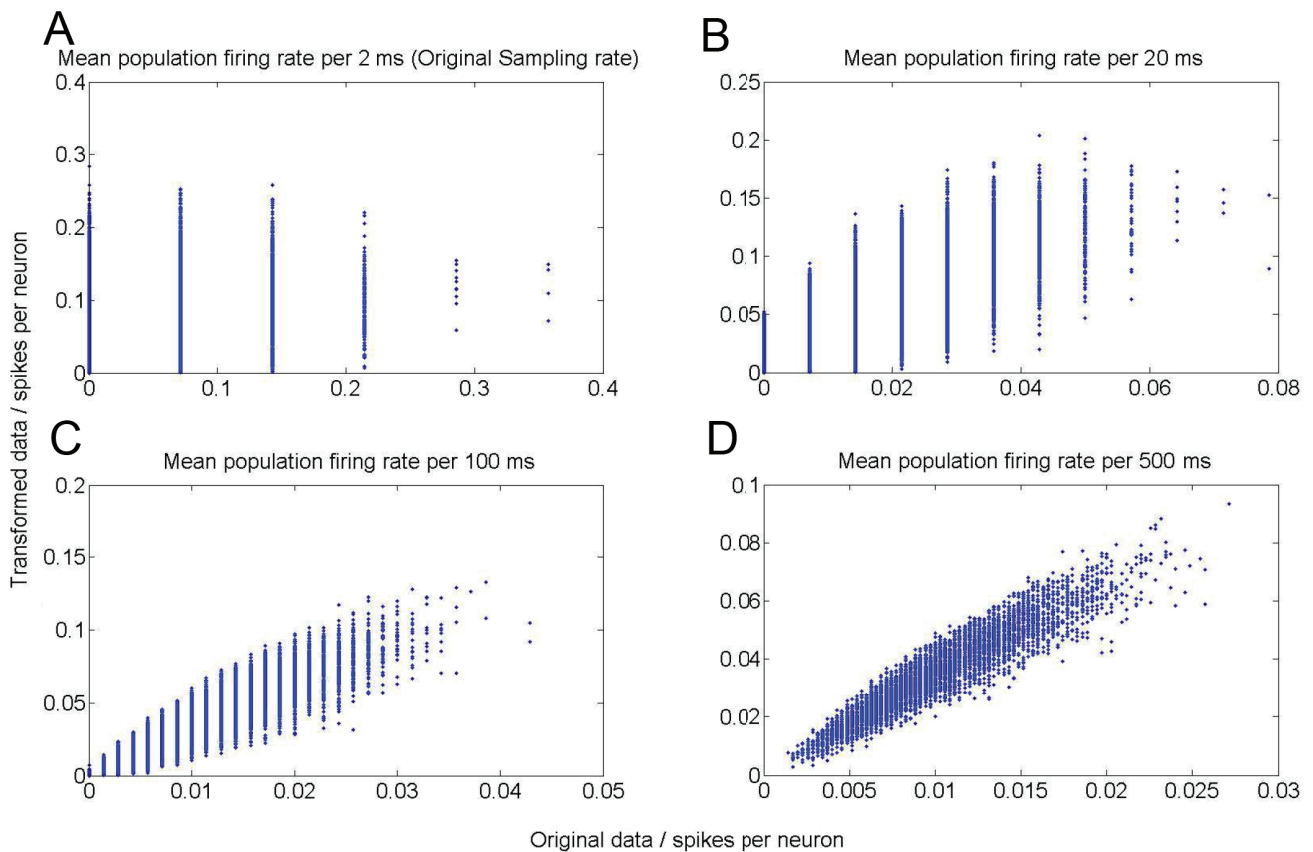 A
Mean population firing rate per 2 ms (Original Sampling rate)
0.4
0.3
0.2
0.1
0
0 0.1 0.2 0.3 0.4
B
Mean population firing rate per 20 ms
0.25
0.2
0.15
0.1
0.05
0
0 0.02 0.04 0.06 0.08
Transformed data / spikes per neuron
C
Mean population firing rate per 100 ms
0.2
0.15
0.1
0.05
0
0 0.01 0.02 0.03 0.04 0.05
D
Mean population firing rate per 500 ms
0.1
0.08
0.06
0.04
0.02
0
0 0.005 0.01 0.015 0.02 0.025 0.03
Original data / spikes per neuron